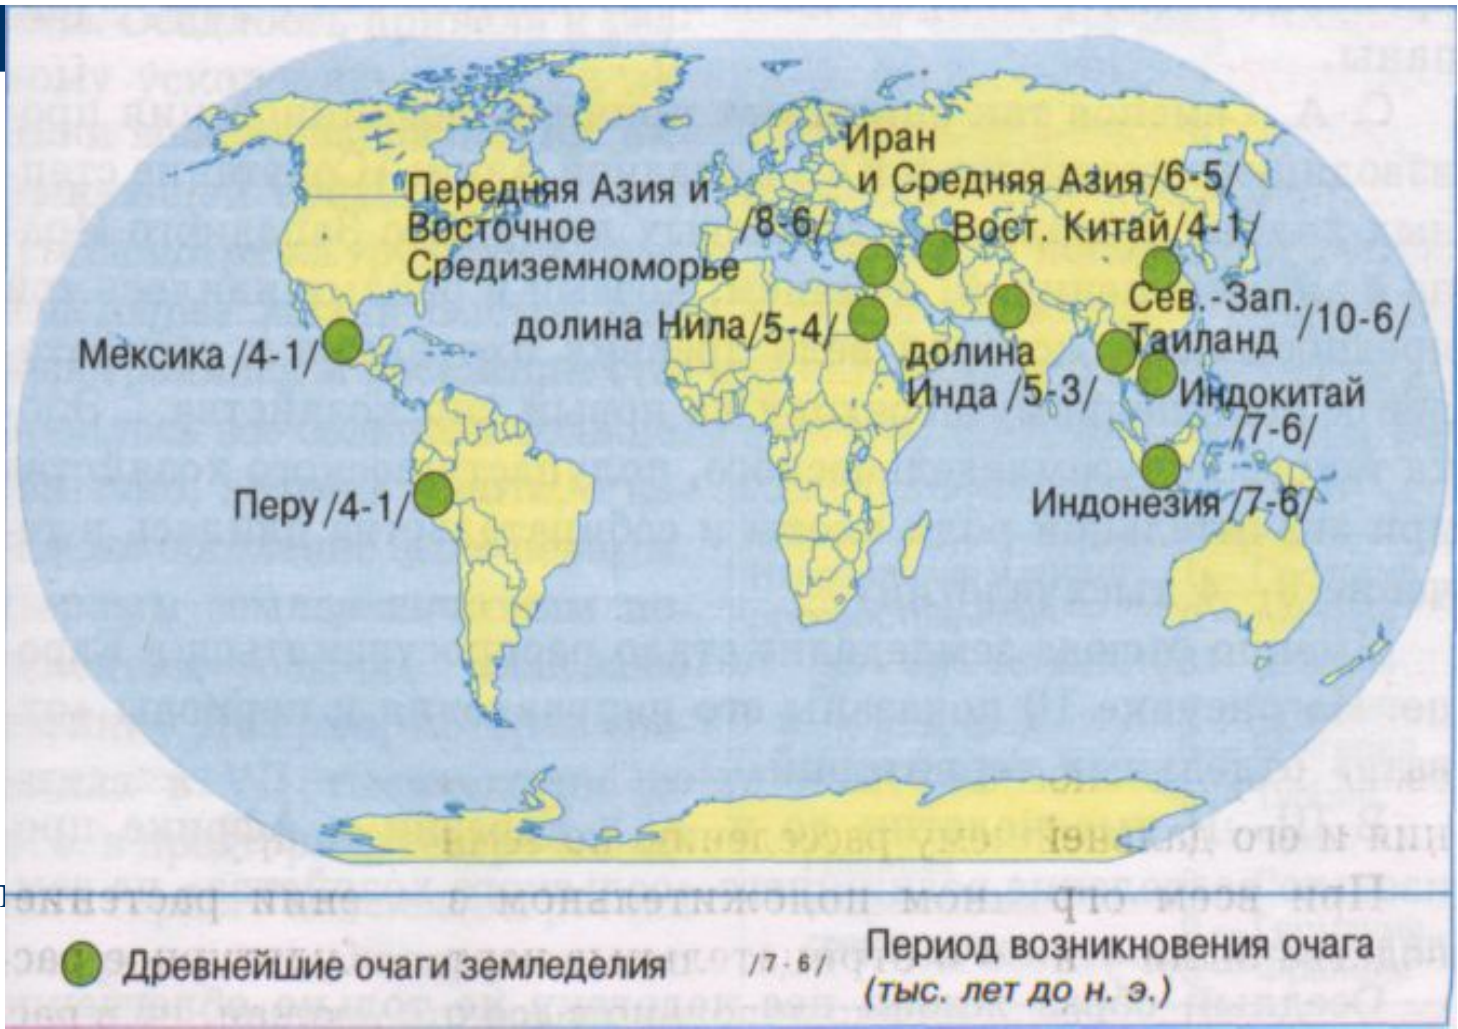 Иран
и Средняя Азия /6-5/
Передняя Азия и
Восточное /8-6/
Средиземноморье
Вост. Китай /4-1/
Сев.-Зап.
Таиланд /10-6/
долина Нила /5-4/
Мексика /4-1/
долина
Инда /5-3/
Индокитай
/7-6/
Перу /4-1/
Индонезия /7-6/
Древнейшие очаги земледелия
/7-6/
Период возникновения очага
(тыс. лет до н. э.)